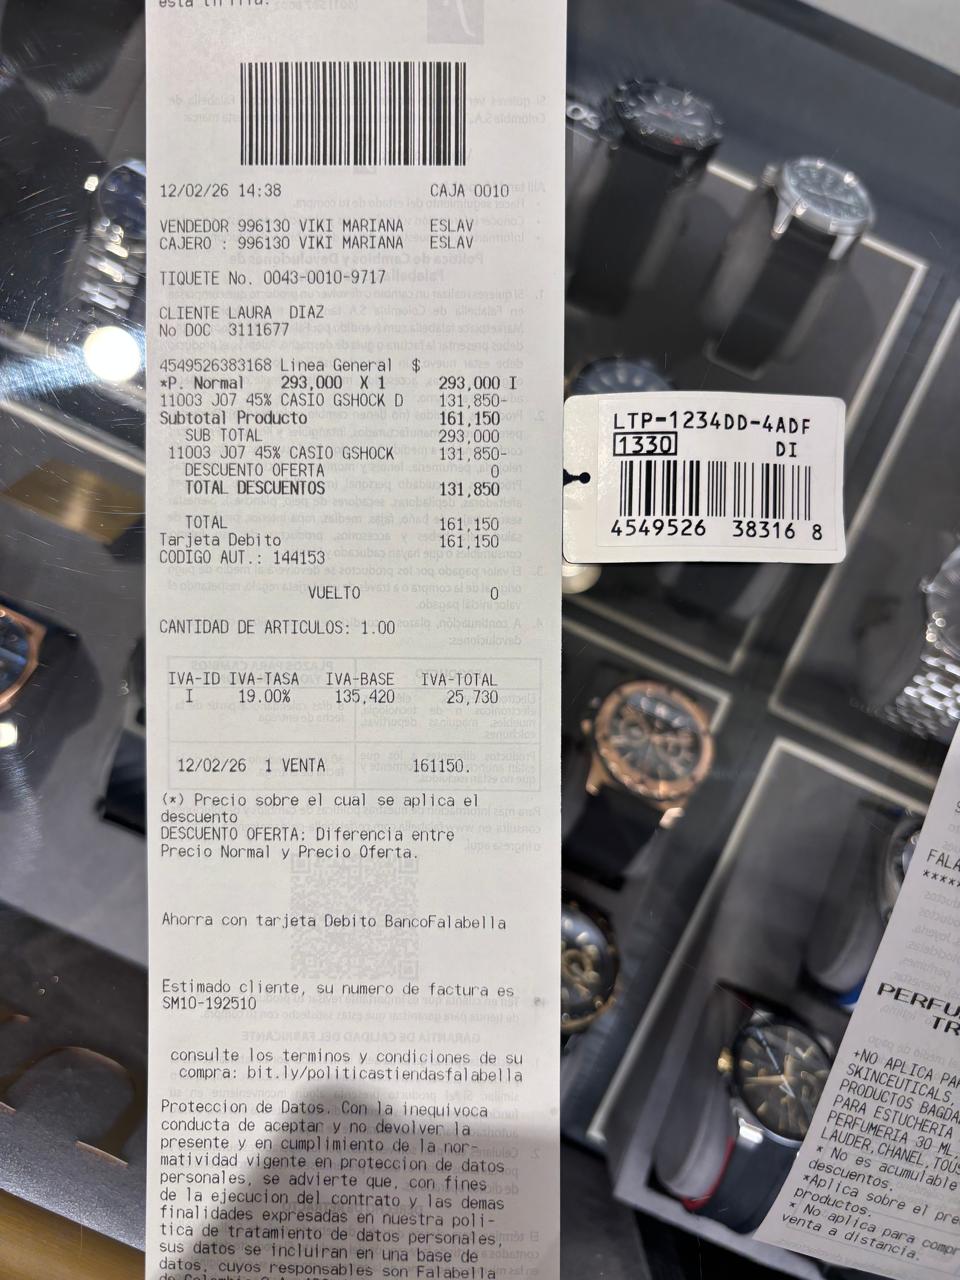 esta tirilla.
12/02/26 14:38 CAJA 0010
VENDEDOR 996130 VIKI MARIANA ESLAV
CAJERO : 996130 VIKI MARIANA ESLAV
TIQUETE No. 0043-0010-9717
CLIENTE LAURA DIAZ
No DOC 3111677
4549526383168 Linea General $
*P. Normal 293,000 X 1 293,000 I
11003 J07 45% CASIO GSHOCK D 131,850-
Subtotal Producto 161,150
SUB TOTAL 293,000
11003 J07 45% CASIO GSHOCK 131,850-
DESCUENTO OFERTA 0
TOTAL DESCUENTOS 131,850
TOTAL 161,150
Tarjeta Debito 161,150
CODIGO AUT.: 144153
VUELTO 0
CANTIDAD DE ARTICULOS: 1.00
IVA-ID IVA-TASA IVA-BASE IVA-TOTAL
I 19.00% 135,420 25,730
12/02/26 1 VENTA 161150.
(*) Precio sobre el cual se aplica el
descuento
DESCUENTO OFERTA: Diferencia entre
Precio Normal y Precio Oferta.
Ahorra con tarjeta Debito BancoFalabella
Estimado cliente, su numero de factura es
SM10-192510
consulte los terminos y condiciones de su
compra: bit.ly/politicastiendasfalabella
Proteccion de Datos. Con la inequivoca
conducta de aceptar y no devolver la
presente y en cumplimiento de la nor-
matividad vigente en proteccion de datos
personales, se advierte que, con fines
de la ejecucion del contrato y las demas
finalidades expresadas en nuestra poli-
tica de tratamiento de datos personales,
sus datos se incluiran en una base de
datos, cuyos responsables son Falabella
LTP-1234DD-4ADF
1330 DI
4549526 38316 8
FALA
*****
PERFU
TR
+NO APLICA PAR
SKINCEUTICALS,
PRODUCTOS BAGDA
PARA ESTUCHERIA
PERFUMERIA 30 ML.
LAUDER,CHANEL,TOUS
* No es acumulable
descuentos.
*Aplica sobre el pre
productos.
* No aplica para compr
venta a distancia.